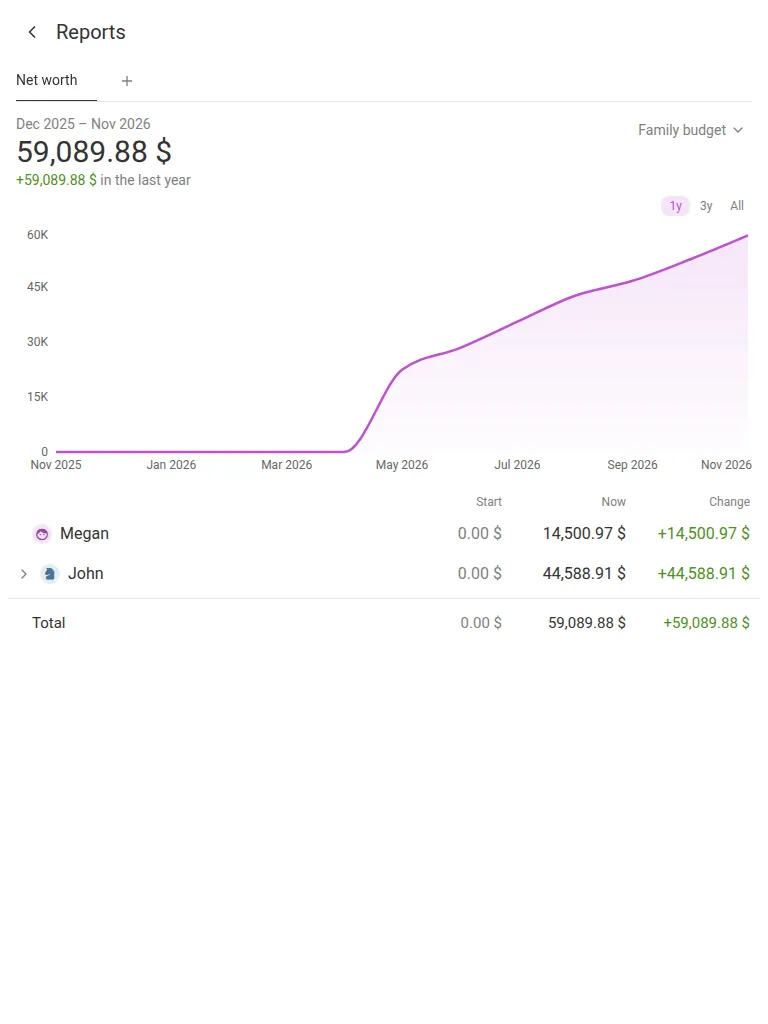 Reports
Net worth
Dec 2025 – Nov 2026
Family budget
59,089.88 $
+59,089.88 $ in the last year
1y 3y All
60K
45K
30K
15K
0
Nov 2025 Jan 2026 Mar 2026 May 2026 Jul 2026 Sep 2026 Nov 2026
Start Now Change
Megan 0.00 $ 14,500.97 $ +14,500.97 $
John 0.00 $ 44,588.91 $ +44,588.91 $
Total 0.00 $ 59,089.88 $ +59,089.88 $